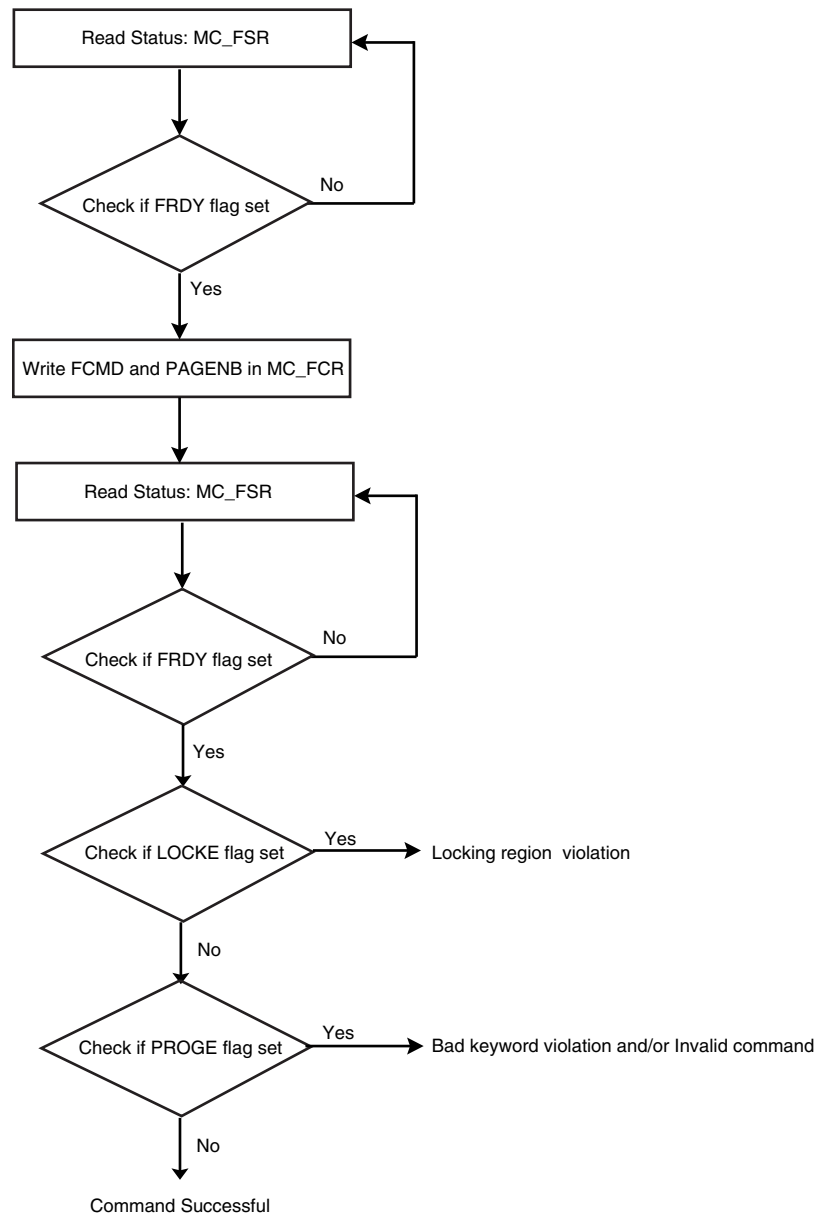 Read Status: MC_FSR
Check if FRDY flag set
No
Yes
Write FCMD and PAGENB in MC_FCR
Read Status: MC_FSR
Check if FRDY flag set
No
Yes
Check if LOCKE flag set
Yes
Locking region violation
No
Check if PROGE flag set
Yes
Bad keyword violation and/or Invalid command
No
Command Successful